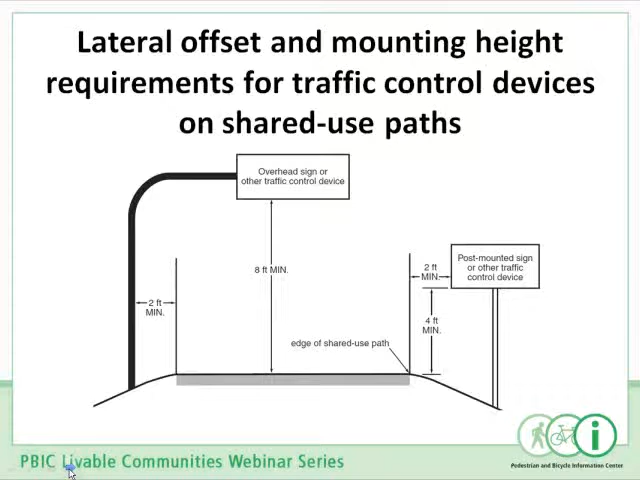 Lateral offset and mounting height
requirements for traffic control devices
on shared-use paths
Overhead sign or
other traffic control device
8 ft MIN.
2 ft
MIN.
2 ft
MIN.
Post-mounted sign
or other traffic
control device
4 ft
MIN.
edge of shared-use path
i
PBIC Livable Communities Webinar Series
Pedestrian and Bicycle Information Center